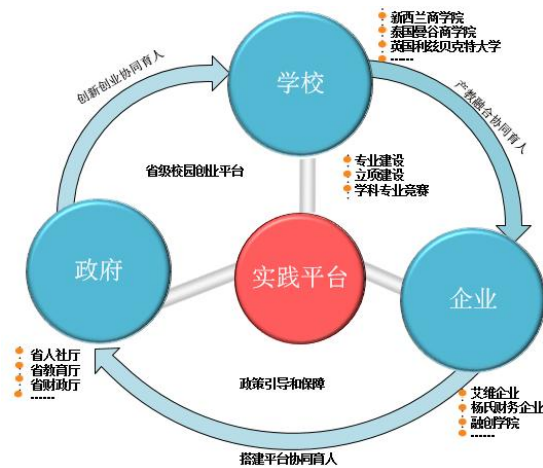 新西兰商学院
泰国曼谷商学院
英国利兹贝克特大学
------
学校
创新创业协同育人
产教融合协同育人
省级校园创业平台
专业建设
立项建设
学科专业竞赛
政府
实践平台
企业
省人社厅
省教育厅
省财政厅
------
政策引导和保障
艾维企业
杨氏财务企业
融创学院
------
搭建平台协同育人